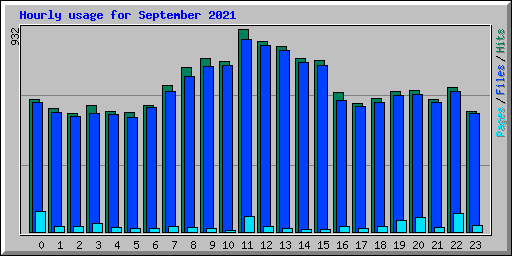 Hourly usage for September 2021
932
Pages/Files/Hits
0 1 2 3 4 5 6 7 8 9 10 11 12 13 14 15 16 17 18 19 20 21 22 23